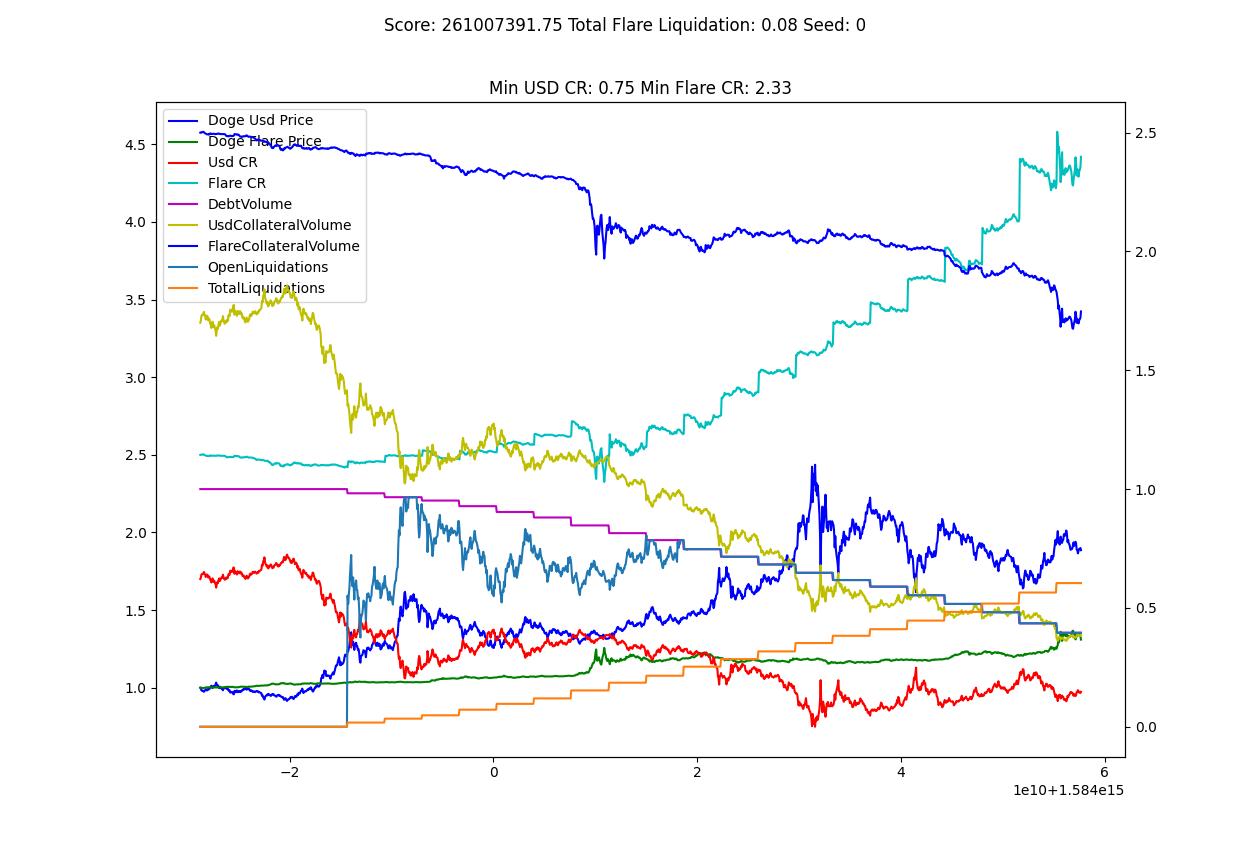 Score: 261007391.75 Total Flare Liquidation: 0.08 Seed: 0
Min USD CR: 0.75 Min Flare CR: 2.33
Doge Usd Price
Doge Flare Price
Usd CR
Flare CR
DebtVolume
UsdCollateralVolume
FlareCollateralVolume
OpenLiquidations
TotalLiquidations
4.5
4.0
3.5
3.0
2.5
2.0
1.5
1.0
2.5
2.0
1.5
1.0
0.5
0.0
−2
0
2
4
6
1e10+1.584e15